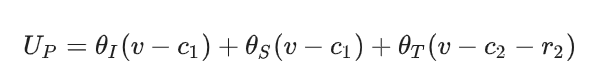 U_P = θ_I(v − c_1) + θ_S(v − c_1) + θ_T(v − c_2 − r_2)